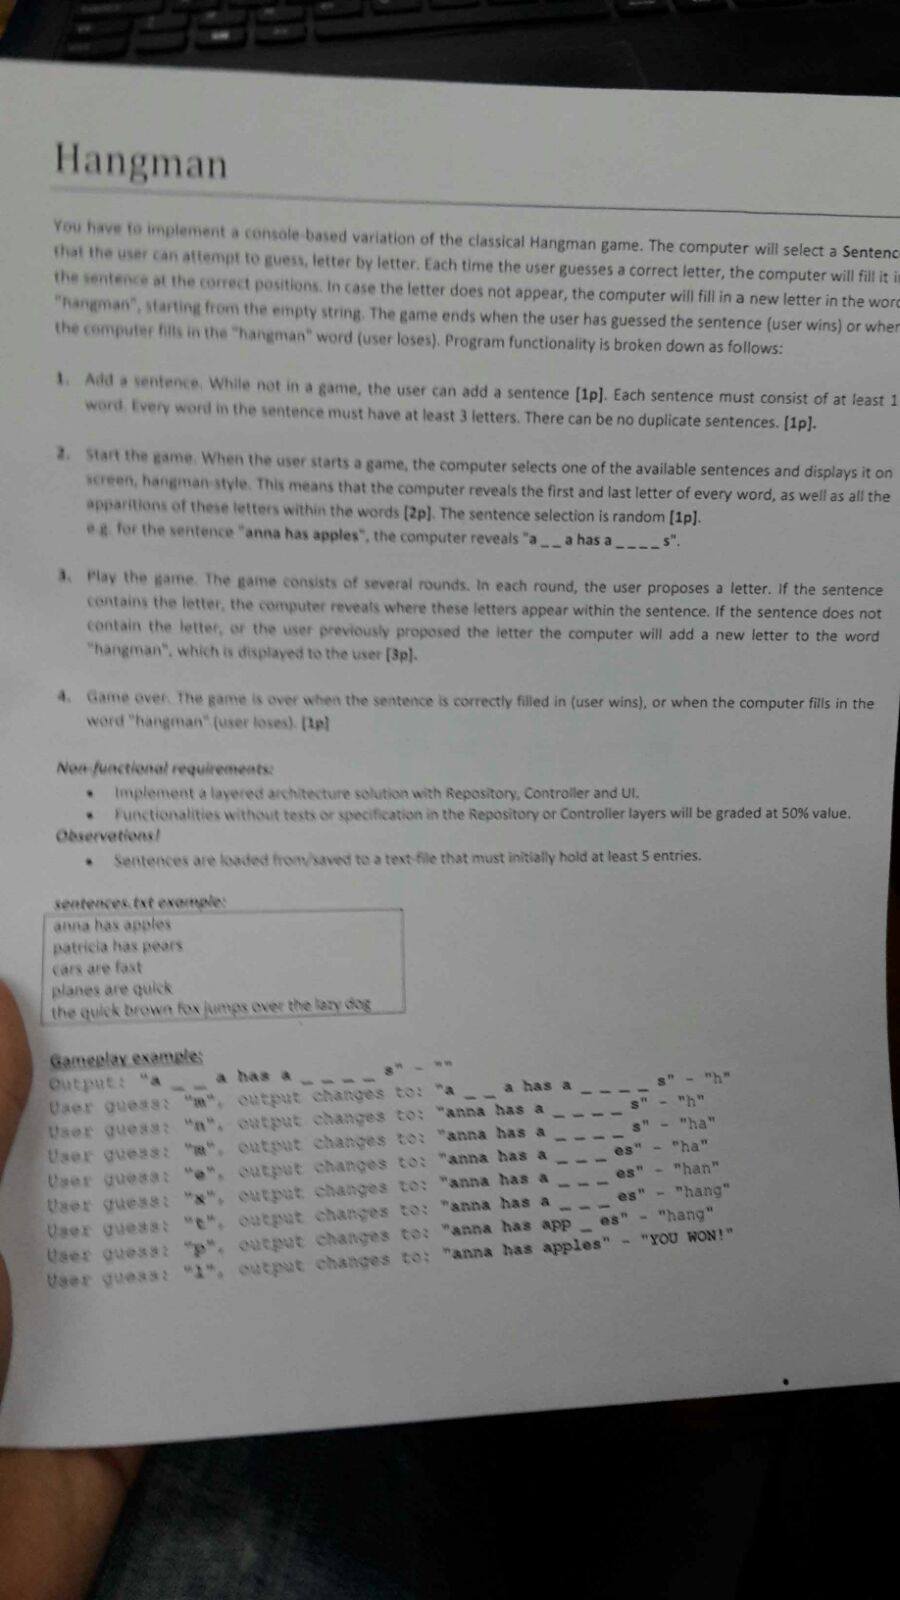 Hangman
You have to implement a console-based variation of the classical Hangman game. The computer will select a Sentenc
that the user can attempt to guess, letter by letter. Each time the user guesses a correct letter, the computer will fill it i
the sentence at the correct positions. In case the letter does not appear, the computer will fill in a new letter in the word
"hangman", starting from the empty string. The game ends when the user has guessed the sentence (user wins) or when
the computer fills in the "hangman" word (user loses). Program functionality is broken down as follows:
1. Add a sentence. While not in a game, the user can add a sentence [1p]. Each sentence must consist of at least 1
word. Every word in the sentence must have at least 3 letters. There can be no duplicate sentences. [1p].
2. Start the game. When the user starts a game, the computer selects one of the available sentences and displays it on
screen, hangman-style. This means that the computer reveals the first and last letter of every word, as well as all the
apparitions of these letters within the words [2p]. The sentence selection is random [1p].
e.g. for the sentence "anna has apples", the computer reveals "a _ _ a has a _ _ _ _ s".
3. Play the game. The game consists of several rounds. In each round, the user proposes a letter. If the sentence
contains the letter, the computer reveals where these letters appear within the sentence. If the sentence does not
contain the letter, or the user previously proposed the letter the computer will add a new letter to the word
"hangman", which is displayed to the user [3p].
4. Game over. The game is over when the sentence is correctly filled in (user wins), or when the computer fills in the
word "hangman" (user loses). [1p]
Non-functional requirements:
• Implement a layered architecture solution with Repository, Controller and UI.
• Functionalities without tests or specification in the Repository or Controller layers will be graded at 50% value.
Observations!
• Sentences are loaded from/saved to a text-file that must initially hold at least 5 entries.
sentences.txt example:
anna has apples
patricia has pears
cars are fast
planes are quick
the quick brown fox jumps over the lazy dog
Gameplay example:
Output: "a _ _ a has a _ _ _ _ s" - ""
User guess: "m", output changes to: "a _ _ a has a _ _ _ _ s" - "h"
User guess: "n", output changes to: "anna has a _ _ _ _ s" - "h"
User guess: "m", output changes to: "anna has a _ _ _ _ s" - "ha"
User guess: "e", output changes to: "anna has a _ _ _ es" - "ha"
User guess: "x", output changes to: "anna has a _ _ _ es" - "han"
User guess: "t", output changes to: "anna has a _ _ _ es" - "hang"
User guess: "p", output changes to: "anna has app _ es" - "hang"
User guess: "l", output changes to: "anna has apples" - "YOU WON!"